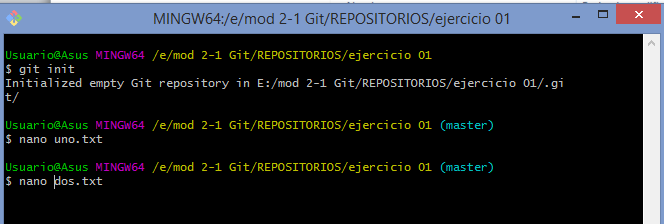 MINGW64:/e/mod 2-1 Git/REPOSITORIOS/ejercicio 01
Usuario@Asus MINGW64 /e/mod 2-1 Git/REPOSITORIOS/ejercicio 01
$ git init
Initialized empty Git repository in E:/mod 2-1 Git/REPOSITORIOS/ejercicio 01/.gi
t/
Usuario@Asus MINGW64 /e/mod 2-1 Git/REPOSITORIOS/ejercicio 01 (master)
$ nano uno.txt
Usuario@Asus MINGW64 /e/mod 2-1 Git/REPOSITORIOS/ejercicio 01 (master)
$ nano dos.txt